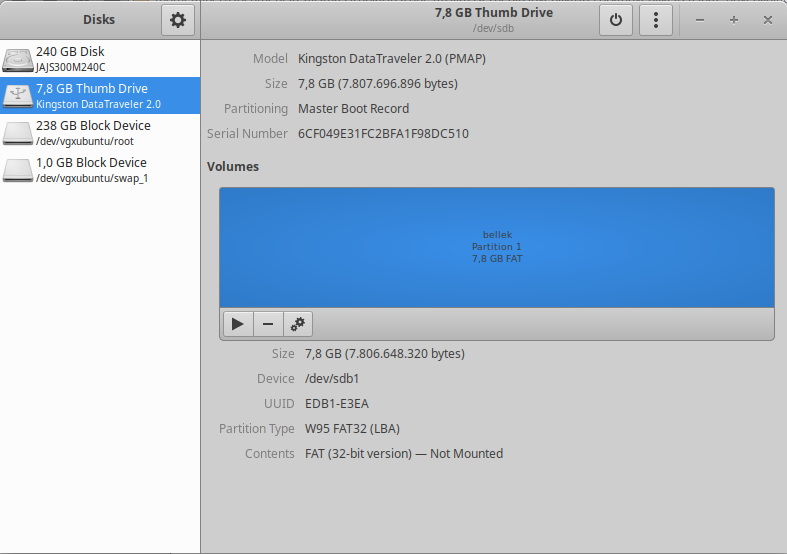 Disks
7,8 GB Thumb Drive
/dev/sdb
240 GB Disk
JAJS300M240C
7,8 GB Thumb Drive
Kingston DataTraveler 2.0
238 GB Block Device
/dev/vgxubuntu/root
1,0 GB Block Device
/dev/vgxubuntu/swap_1
Model Kingston DataTraveler 2.0 (PMAP)
Size 7,8 GB (7.807.696.896 bytes)
Partitioning Master Boot Record
Serial Number 6CF049E31FC2BFA1F98DC510
Volumes
bellek
Partition 1
7,8 GB FAT
Size 7,8 GB (7.806.648.320 bytes)
Device /dev/sdb1
UUID EDB1-E3EA
Partition Type W95 FAT32 (LBA)
Contents FAT (32-bit version) — Not Mounted